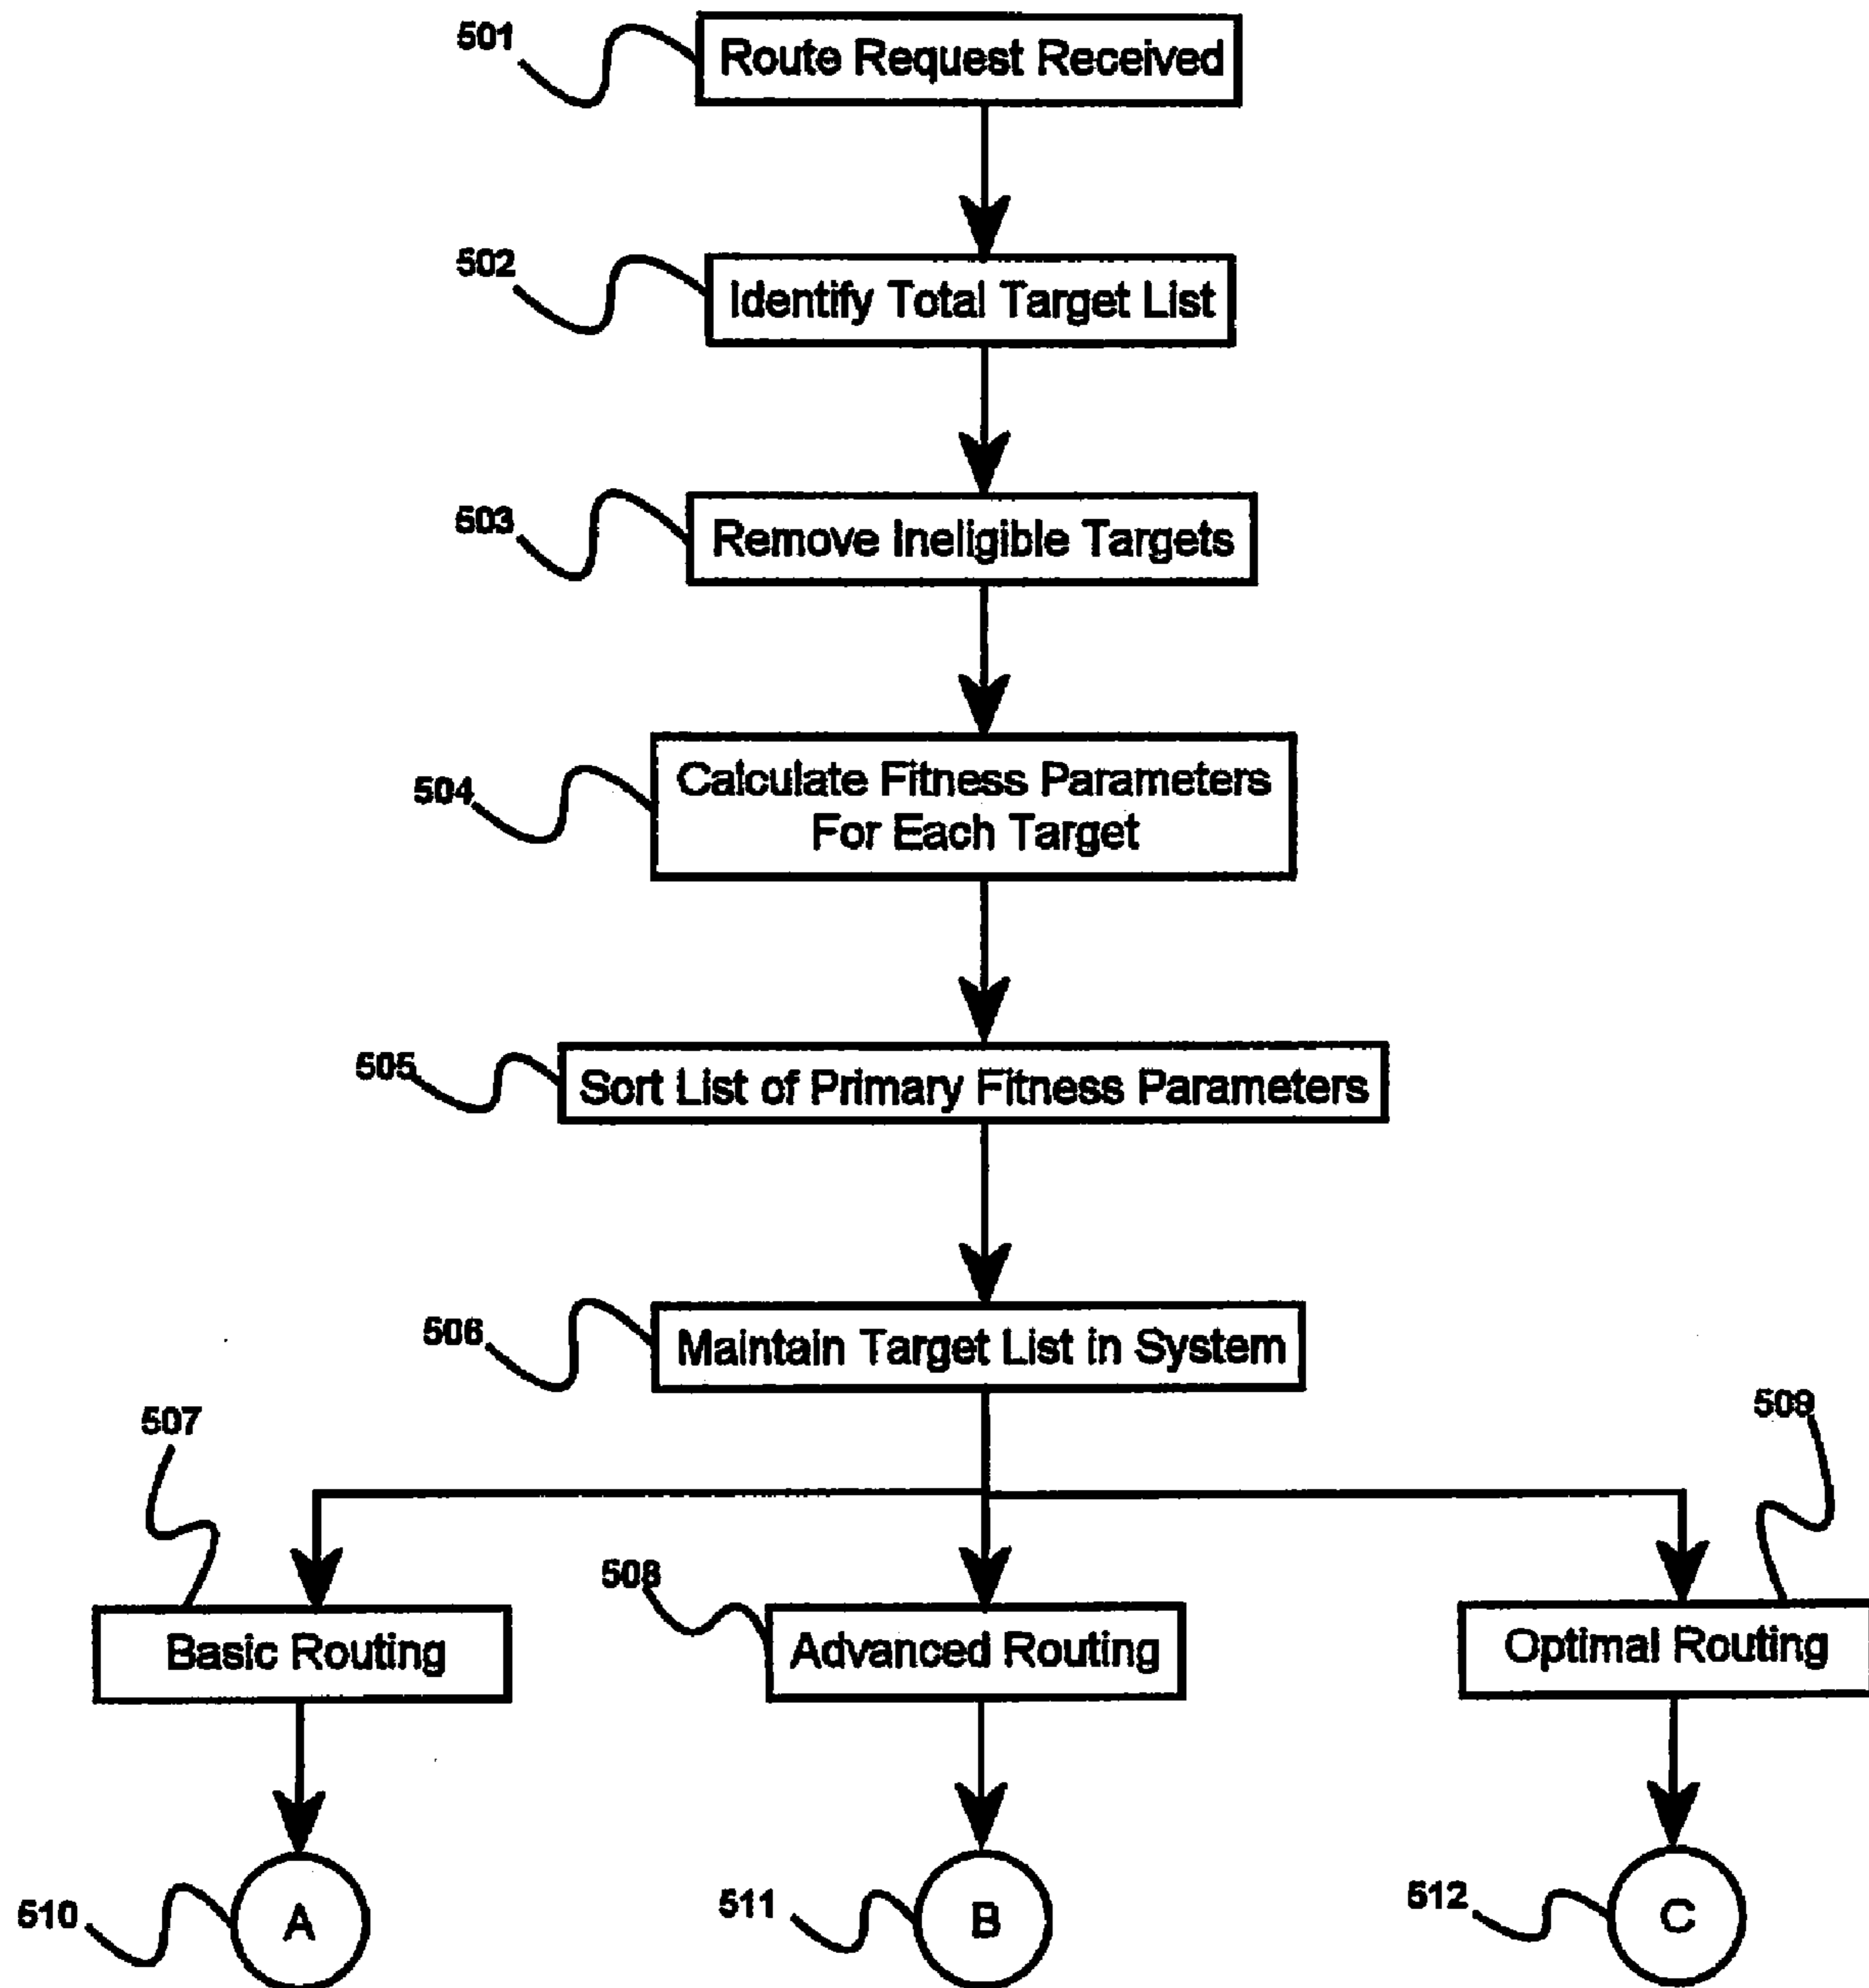 501
Route Request Received
502
Identify Total Target List
503
Remove Ineligible Targets
504
Calculate Fitness Parameters
For Each Target
505
Sort List of Primary Fitness Parameters
506
Maintain Target List in System
507
508
509
Basic Routing
Advanced Routing
Optimal Routing
510
A
511
B
512
C